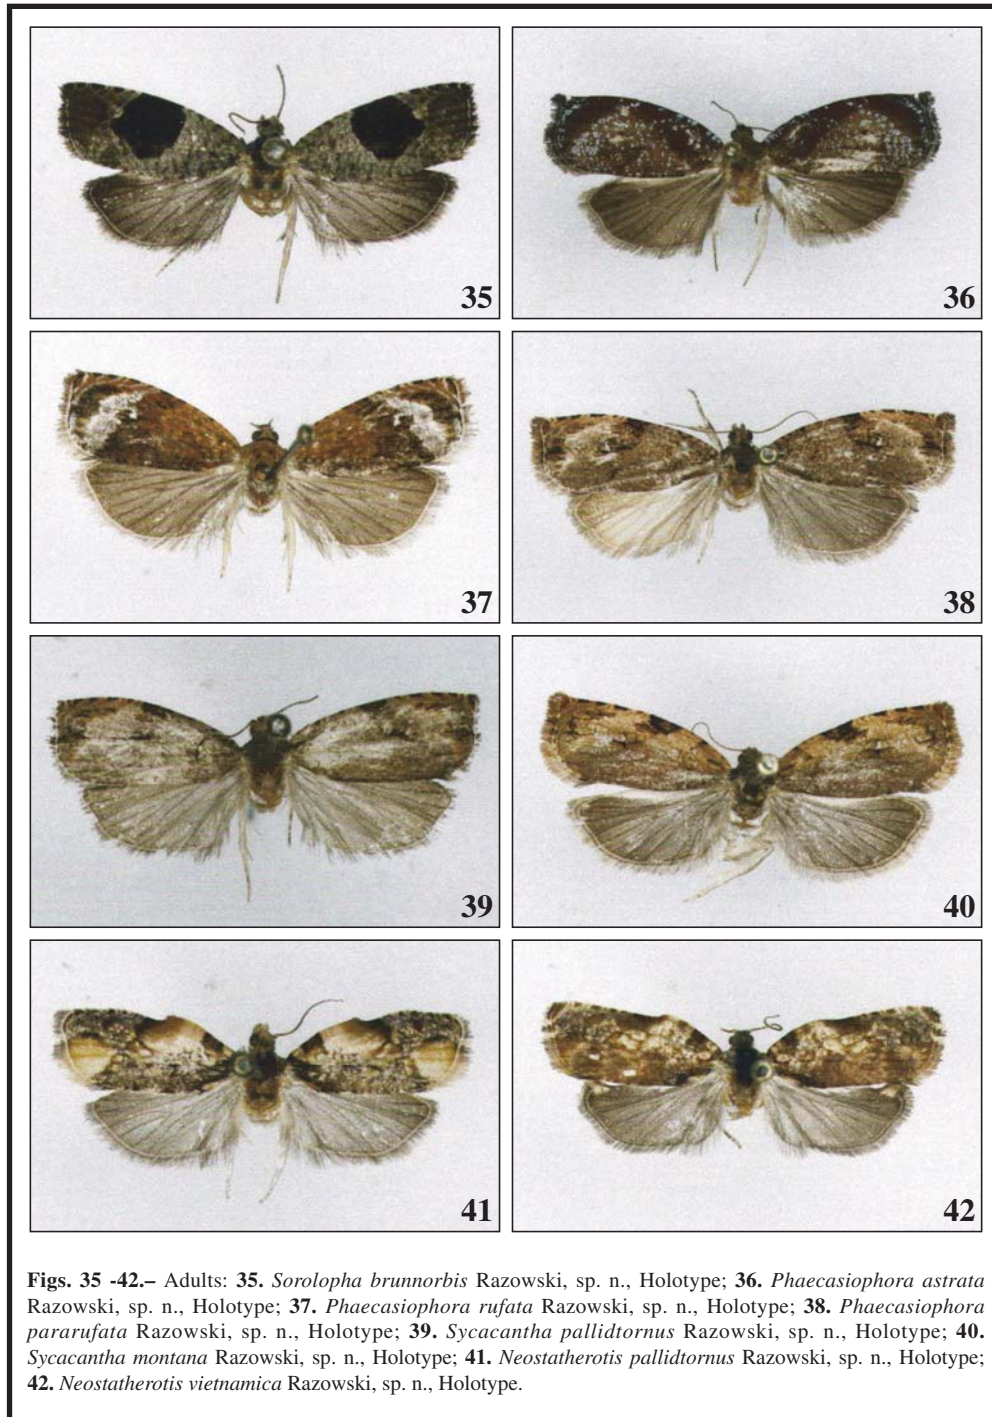 35
36
37
38
39
40
41
42
Figs. 35 -42.– Adults: 35. Sorolopha brunnorbis Razowski, sp. n., Holotype; 36. Phaecasiophora astrata
Razowski, sp. n., Holotype; 37. Phaecasiophora rufata Razowski, sp. n., Holotype; 38. Phaecasiophora
pararufata Razowski, sp. n., Holotype; 39. Sycacantha pallidtornus Razowski, sp. n., Holotype; 40.
Sycacantha montana Razowski, sp. n., Holotype; 41. Neostatherotis pallidtornus Razowski, sp. n., Holotype;
42. Neostatherotis vietnamica Razowski, sp. n., Holotype.